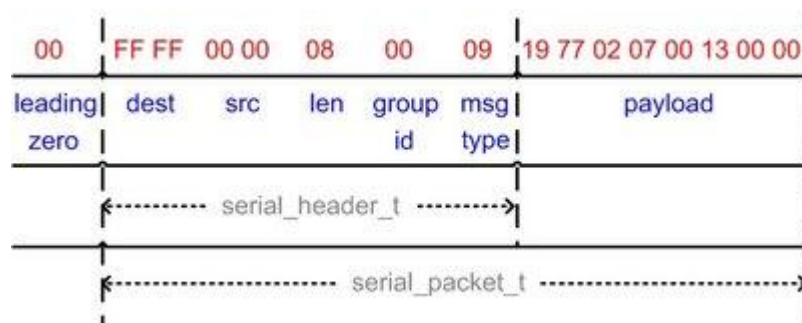 00 FF FF 00 00 08 00 09 19 77 02 07 00 13 00 00
leading dest src len group msg payload
zero id type
serial_header_t
serial_packet_t